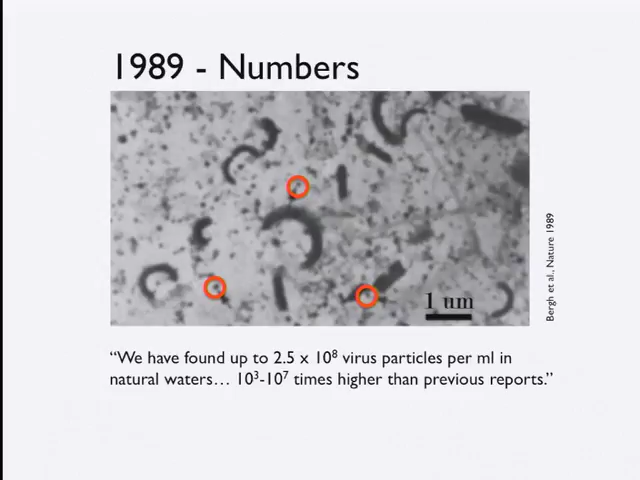 1989 - Numbers
1 um
Bergh et al., Nature 1989
“We have found up to 2.5 x 10⁸ virus particles per ml in
natural waters… 10³-10⁷ times higher than previous reports.”